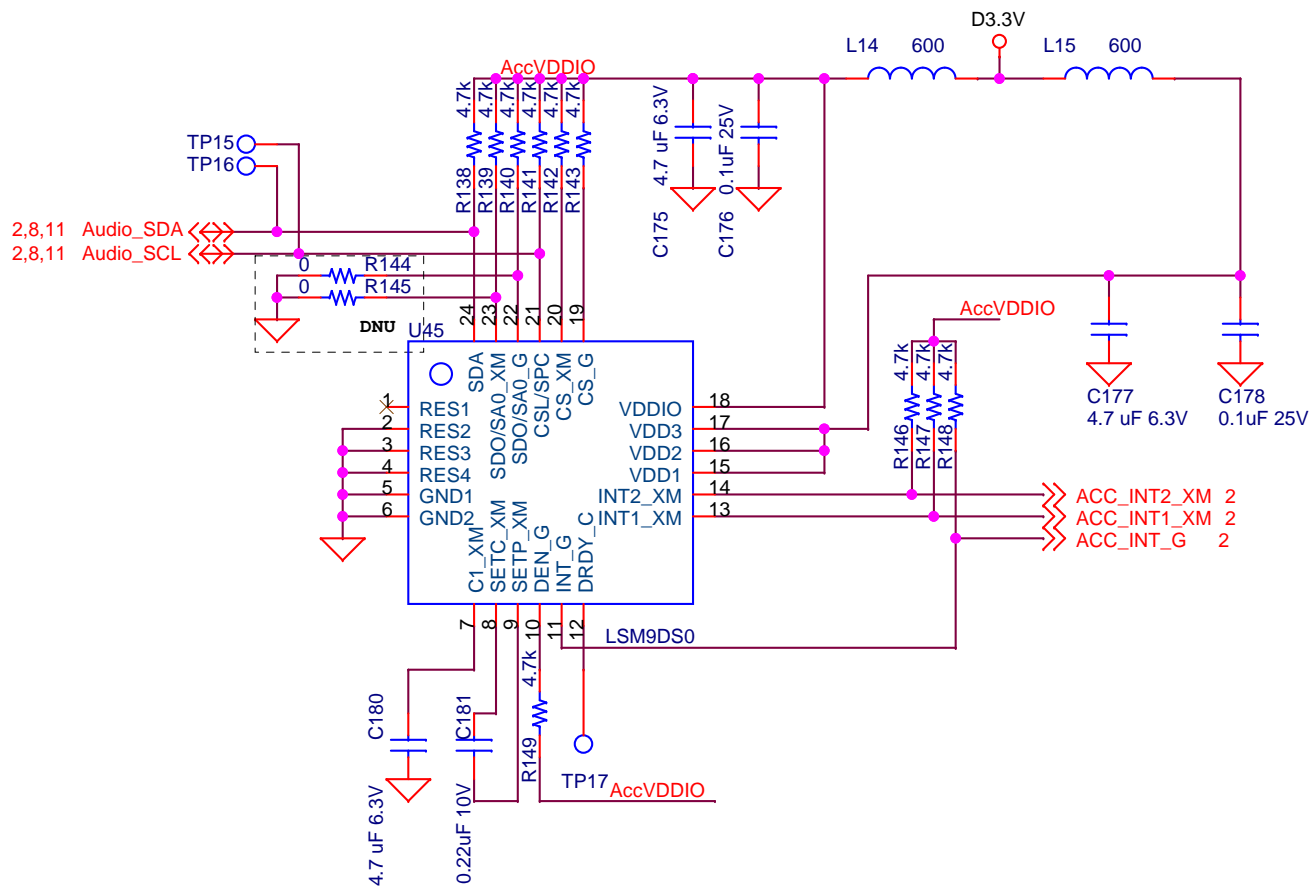 D3.3V
L14 600
L15 600
AccVDDIO
4.7k
4.7k
4.7k
4.7k
4.7k
4.7k
R138
R139
R140
R141
R142
R143
4.7 uF 6.3V
C175
0.1uF 25V
C176
TP15
TP16
2,8,11 Audio_SDA
2,8,11 Audio_SCL
0 R144
0 R145
DNU
U45
24
23
22
21
20
19
SDA
SDO/SA0_XM
SDO/SA0_G
CSL/SPC
CS_XM
CS_G
AccVDDIO
4.7k
4.7k
4.7k
R146
R147
R148
C177
4.7 uF 6.3V
C178
0.1uF 25V
1 RES1
2 RES2
3 RES3
4 RES4
5 GND1
6 GND2
VDDIO 18
VDD3 17
VDD2 16
VDD1 15
INT2_XM 14
INT1_XM 13
ACC_INT2_XM 2
ACC_INT1_XM 2
ACC_INT_G 2
C1_XM
SETC_XM
SETP_XM
DEN_G
INT_G
DRDY_C
7
8
9
10
11
12
LSM9DS0
C180
4.7 uF 6.3V
C181
0.22uF 10V
4.7k
R149
TP17
AccVDDIO